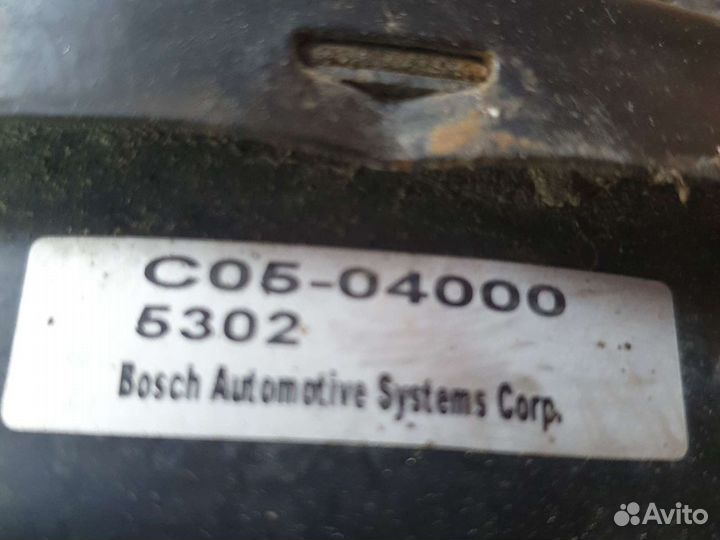 C05-04000
5302
Bosch Automotive Systems Corp.
Avito